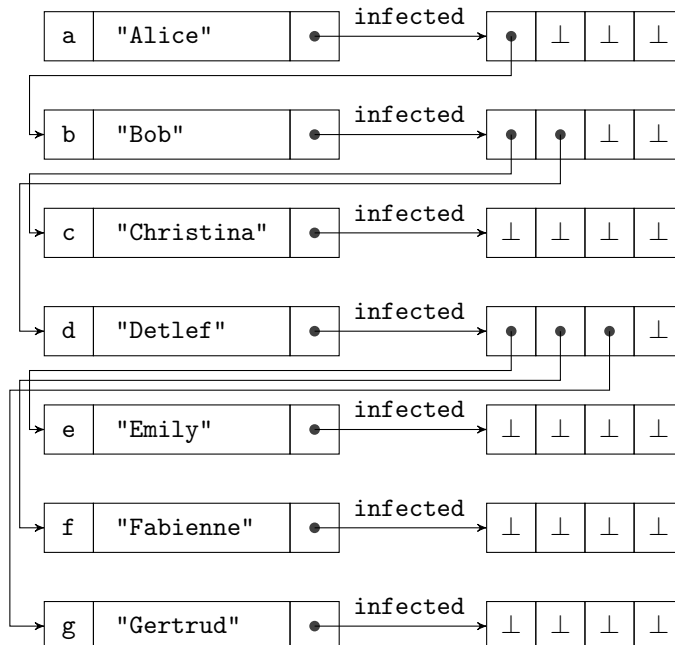 a "Alice" infected ⊥ ⊥ ⊥
b "Bob" infected ⊥ ⊥
c "Christina" infected ⊥ ⊥ ⊥ ⊥
d "Detlef" infected ⊥
e "Emily" infected ⊥ ⊥ ⊥ ⊥
f "Fabienne" infected ⊥ ⊥ ⊥ ⊥
g "Gertrud" infected ⊥ ⊥ ⊥ ⊥